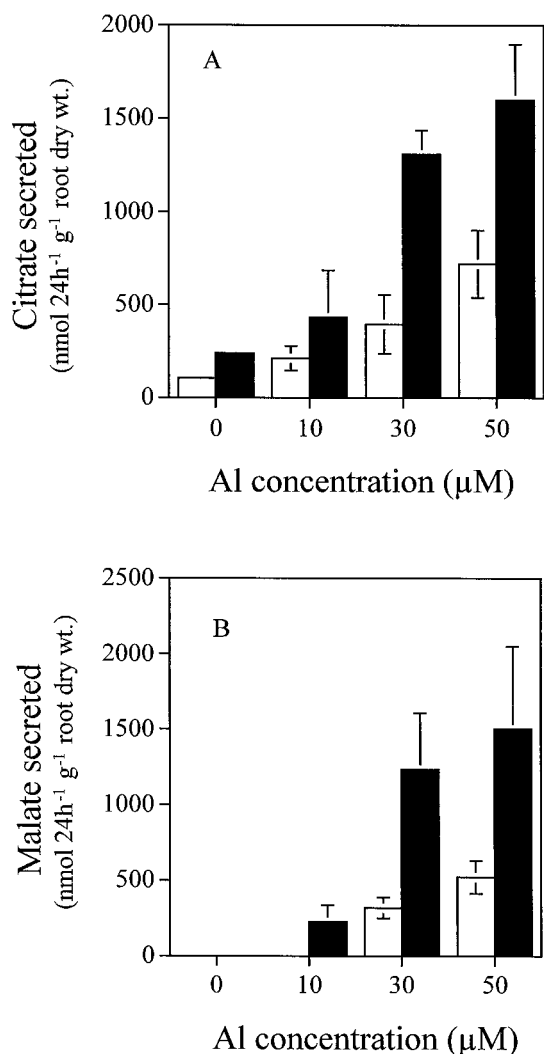 2000
A
1500
1000
500
0
Citrate secreted
(nmol 24h⁻¹ g⁻¹ root dry wt.)
0 10 30 50
Al concentration (µM)
2500
B
2000
1500
1000
500
0
Malate secreted
(nmol 24h⁻¹ g⁻¹ root dry wt.)
0 10 30 50
Al concentration (µM)